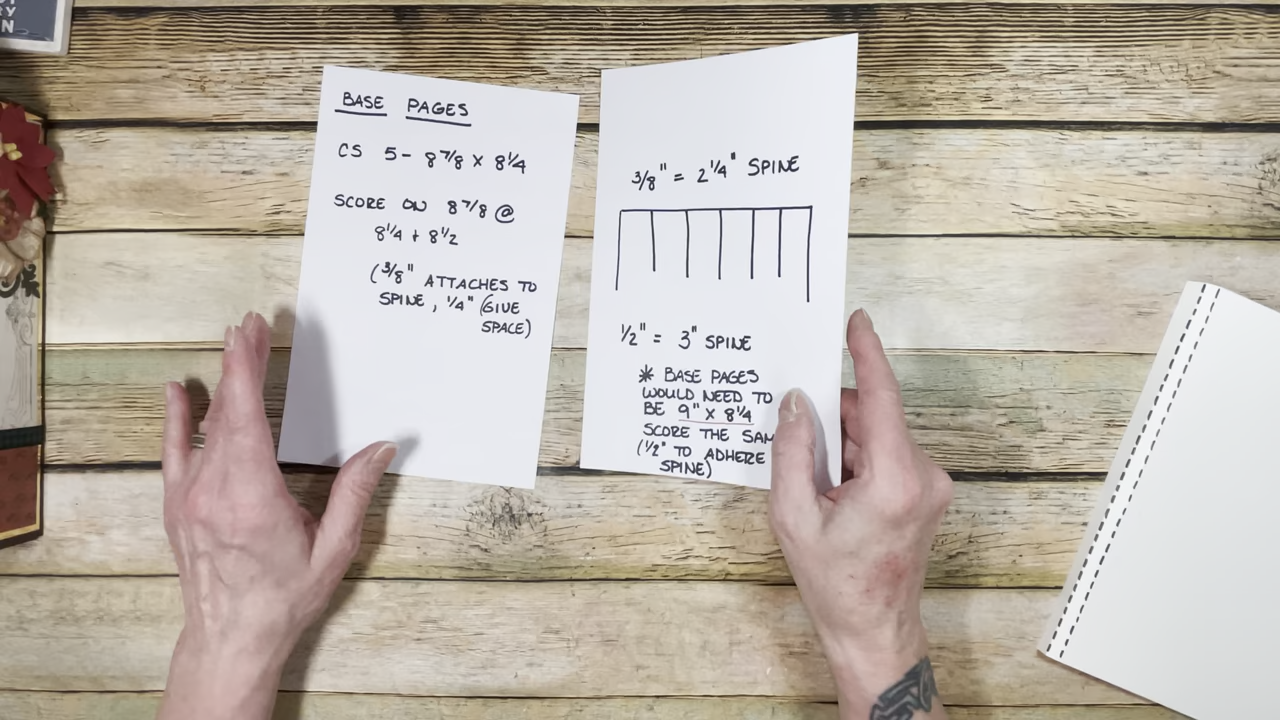 BASE PAGES
CS 5- 8 7/8 X 8 1/4
SCORE ON 8 7/8 @
8 1/4 + 8 1/2
(3/8" ATTACHES TO
SPINE, 1/4" (GIVE
SPACE)
3/8" = 2 1/4" SPINE
1/2" = 3" SPINE
* BASE PAGES
WOULD NEED TO
BE 9" X 8 1/4
SCORE THE
(1/2" TO ADHERE
SPINE)